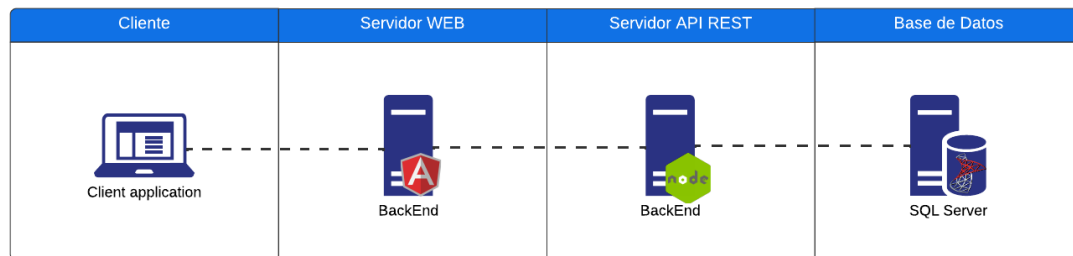 Cliente
Servidor WEB
Servidor API REST
Base de Datos
Client application
BackEnd
A
node
BackEnd
SQL Server